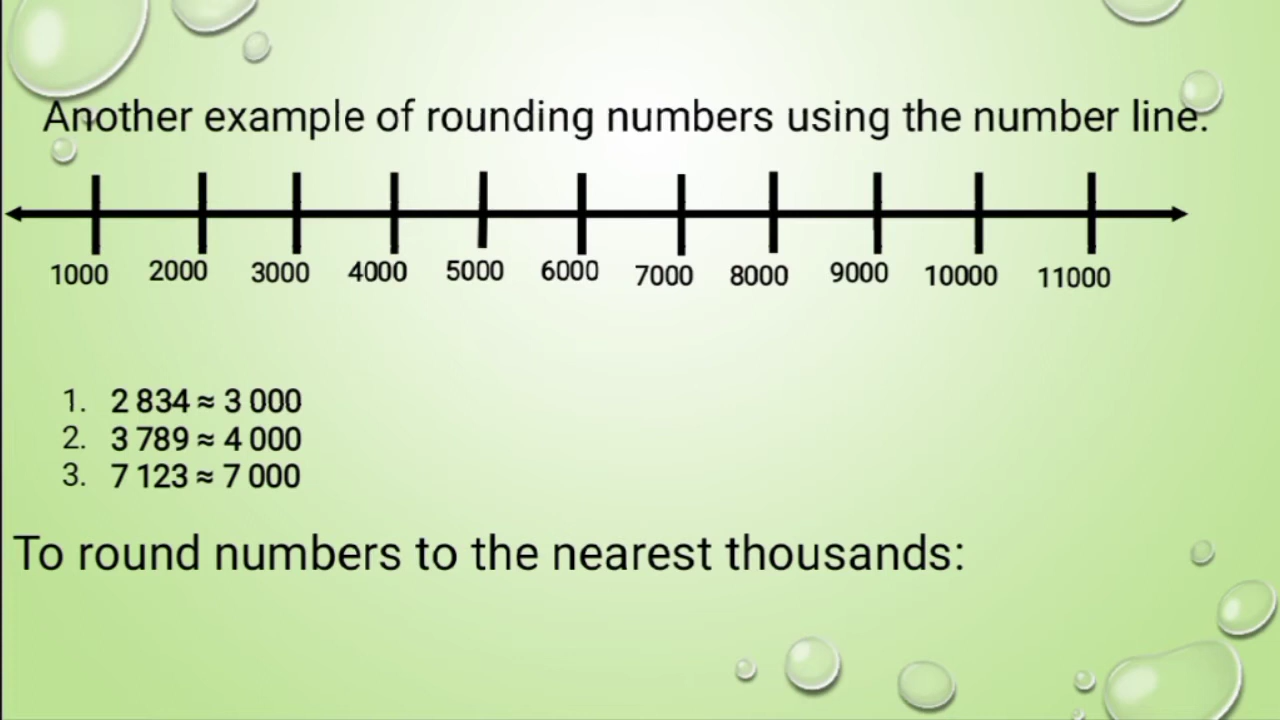 Another example of rounding numbers using the number line.
1000 2000 3000 4000 5000 6000 7000 8000 9000 10000 11000
1. 2 834 ≈ 3 000
2. 3 789 ≈ 4 000
3. 7 123 ≈ 7 000
To round numbers to the nearest thousands: